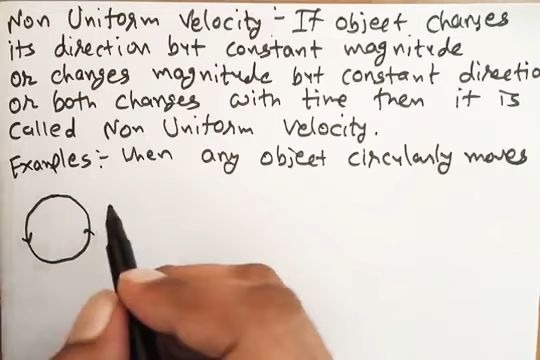 Non Uniform Velocity :- If object changes
its direction but constant magnitude
or changes magnitude but constant directio
or both changes with time then it is
Called Non Uniform Velocity.
Examples:- When any object circularly moves